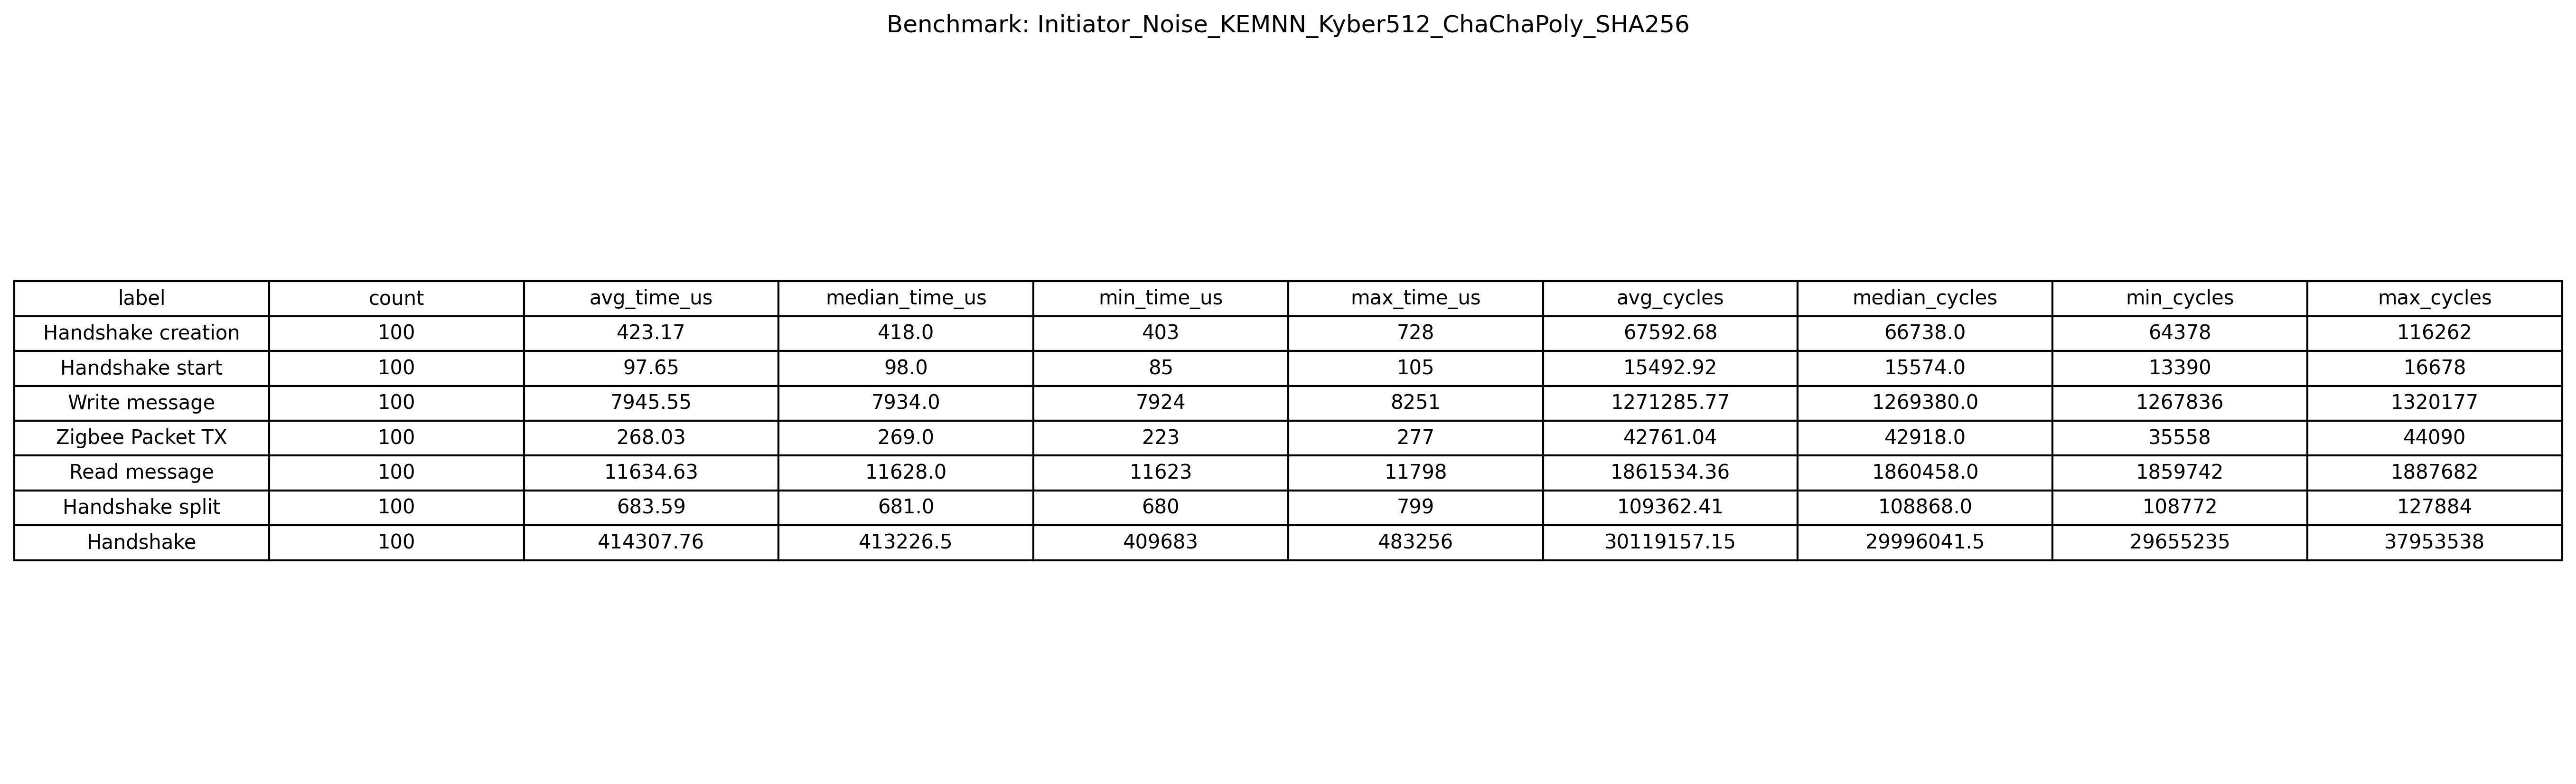 Benchmark: Initiator_Noise_KEMNN_Kyber512_ChaChaPoly_SHA256
label count avg_time_us median_time_us min_time_us max_time_us avg_cycles median_cycles min_cycles max_cycles
Handshake creation 100 423.17 418.0 403 728 67592.68 66738.0 64378 116262
Handshake start 100 97.65 98.0 85 105 15492.92 15574.0 13390 16678
Write message 100 7945.55 7934.0 7924 8251 1271285.77 1269380.0 1267836 1320177
Zigbee Packet TX 100 268.03 269.0 223 277 42761.04 42918.0 35558 44090
Read message 100 11634.63 11628.0 11623 11798 1861534.36 1860458.0 1859742 1887682
Handshake split 100 683.59 681.0 680 799 109362.41 108868.0 108772 127884
Handshake 100 414307.76 413226.5 409683 483256 30119157.15 29996041.5 29655235 37953538